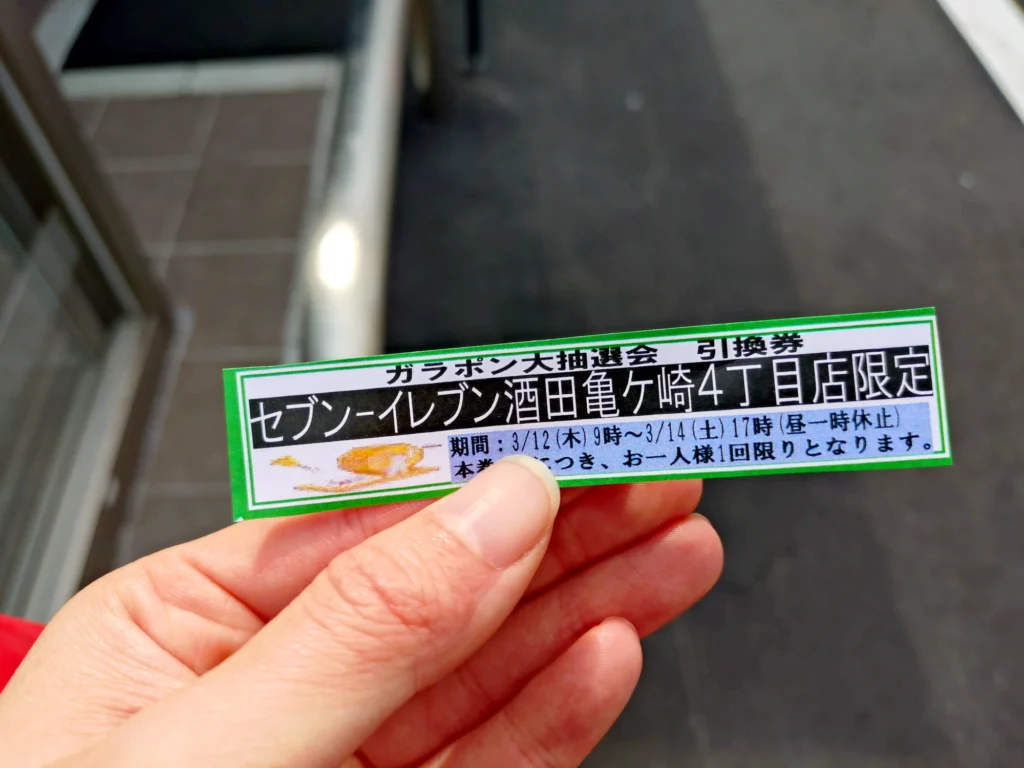 ガラポン大抽選会 引換券
セブン-イレブン酒田亀ケ崎4丁目店限定
期間:3/12(木)9時~3/14(土)17時(昼一時休止)
本券 につき、お一人様1回限りとなります。